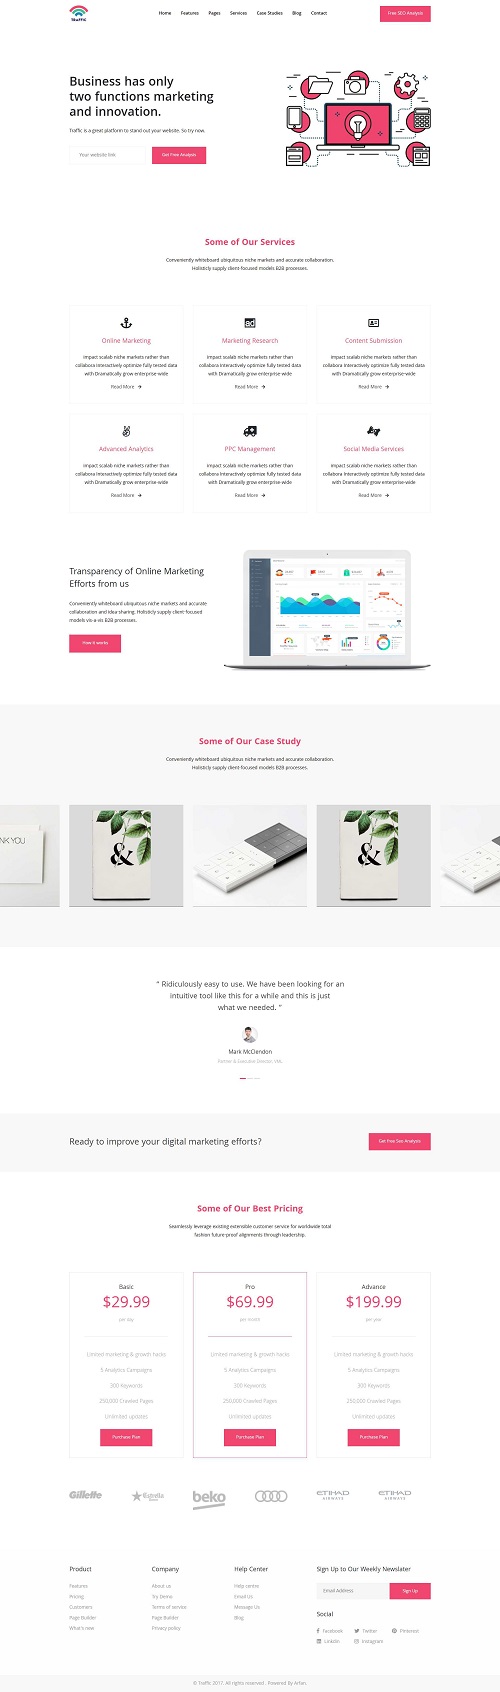 Traffic
Home Features Pages Services Case Studies Blog Contact
Free SEO Analysis
Business has only
two functions marketing
and innovation.
Traffic is a great platform to stand out your website. So try now.
Your website link
Get Free Analysis
Some of Our Services
Conveniently whiteboard ubiquitous niche markets and accurate collaboration.
Holisticly supply client-focused models B2B processes.
Online Marketing
Impact scalab niche markets rather than
collabora Interactively optimize fully tested data
with Dramatically grow enterprise-wide
Read More
Marketing Research
Impact scalab niche markets rather than
collabora Interactively optimize fully tested data
with Dramatically grow enterprise-wide
Read More
Content Submission
Impact scalab niche markets rather than
collabora Interactively optimize fully tested data
with Dramatically grow enterprise-wide
Read More
Advanced Analytics
Impact scalab niche markets rather than
collabora Interactively optimize fully tested data
with Dramatically grow enterprise-wide
Read More
PPC Management
Impact scalab niche markets rather than
collabora Interactively optimize fully tested data
with Dramatically grow enterprise-wide
Read More
Social Media Services
Impact scalab niche markets rather than
collabora Interactively optimize fully tested data
with Dramatically grow enterprise-wide
Read More
Transparency of Online Marketing
Efforts from us
Conveniently whiteboard ubiquitous niche markets and accurate
collaboration and idea sharing. Holisticly supply client-focused
models vis-a-vis B2B processes.
How it works
Some of Our Case Study
Conveniently whiteboard ubiquitous niche markets and accurate collaboration.
Holisticly supply client-focused models B2B processes.
NK YOU
&
&
“ Ridiculously easy to use. We have been looking for an
intuitive tool like this for a while and this is just
what we needed. ”
Mark McClendon
Partner & Executive Director, VML
Ready to improve your digital marketing efforts?
Get Free Seo Analysis
Some of Our Best Pricing
Seamlessly leverage existing extensible customer service for worldwide total
fashion future-proof alignments through leadership.
Basic
$29.99
per day
Limited marketing & growth hacks
5 Analytics Campaigns
300 Keywords
250,000 Crawled Pages
Unlimited updates
Purchase Plan
Pro
$69.99
per month
Limited marketing & growth hacks
5 Analytics Campaigns
300 Keywords
250,000 Crawled Pages
Unlimited updates
Purchase Plan
Advance
$199.99
per year
Limited marketing & growth hacks
5 Analytics Campaigns
300 Keywords
250,000 Crawled Pages
Unlimited updates
Purchase Plan
Gillette
Estrella
beko
ETIHAD
AIRWAYS
ETIHAD
AIRWAYS
Product
Features
Pricing
Customers
Page Builder
What's new
Company
About us
Try Demo
Terms of service
Page Builder
Privacy policy
Help Center
Help centre
Email Us
Message Us
Blog
Sign Up to Our Weekly Newslater
Email Address
Sign Up
Social
Facebook Twitter Pinterest
Linkdin Instagram
© Traffic 2017. All rights reserved . Powered By Arfan.